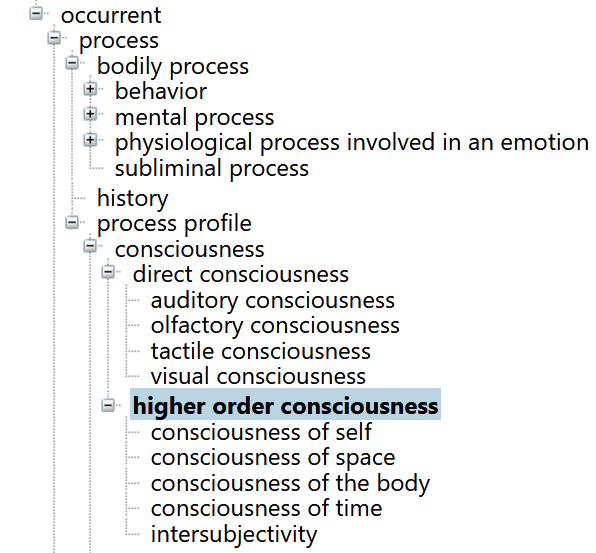 occurrent
process
bodily process
behavior
mental process
physiological process involved in an emotion
subliminal process
history
process profile
consciousness
direct consciousness
auditory consciousness
olfactory consciousness
tactile consciousness
visual consciousness
higher order consciousness
consciousness of self
consciousness of space
consciousness of the body
consciousness of time
intersubjectivity